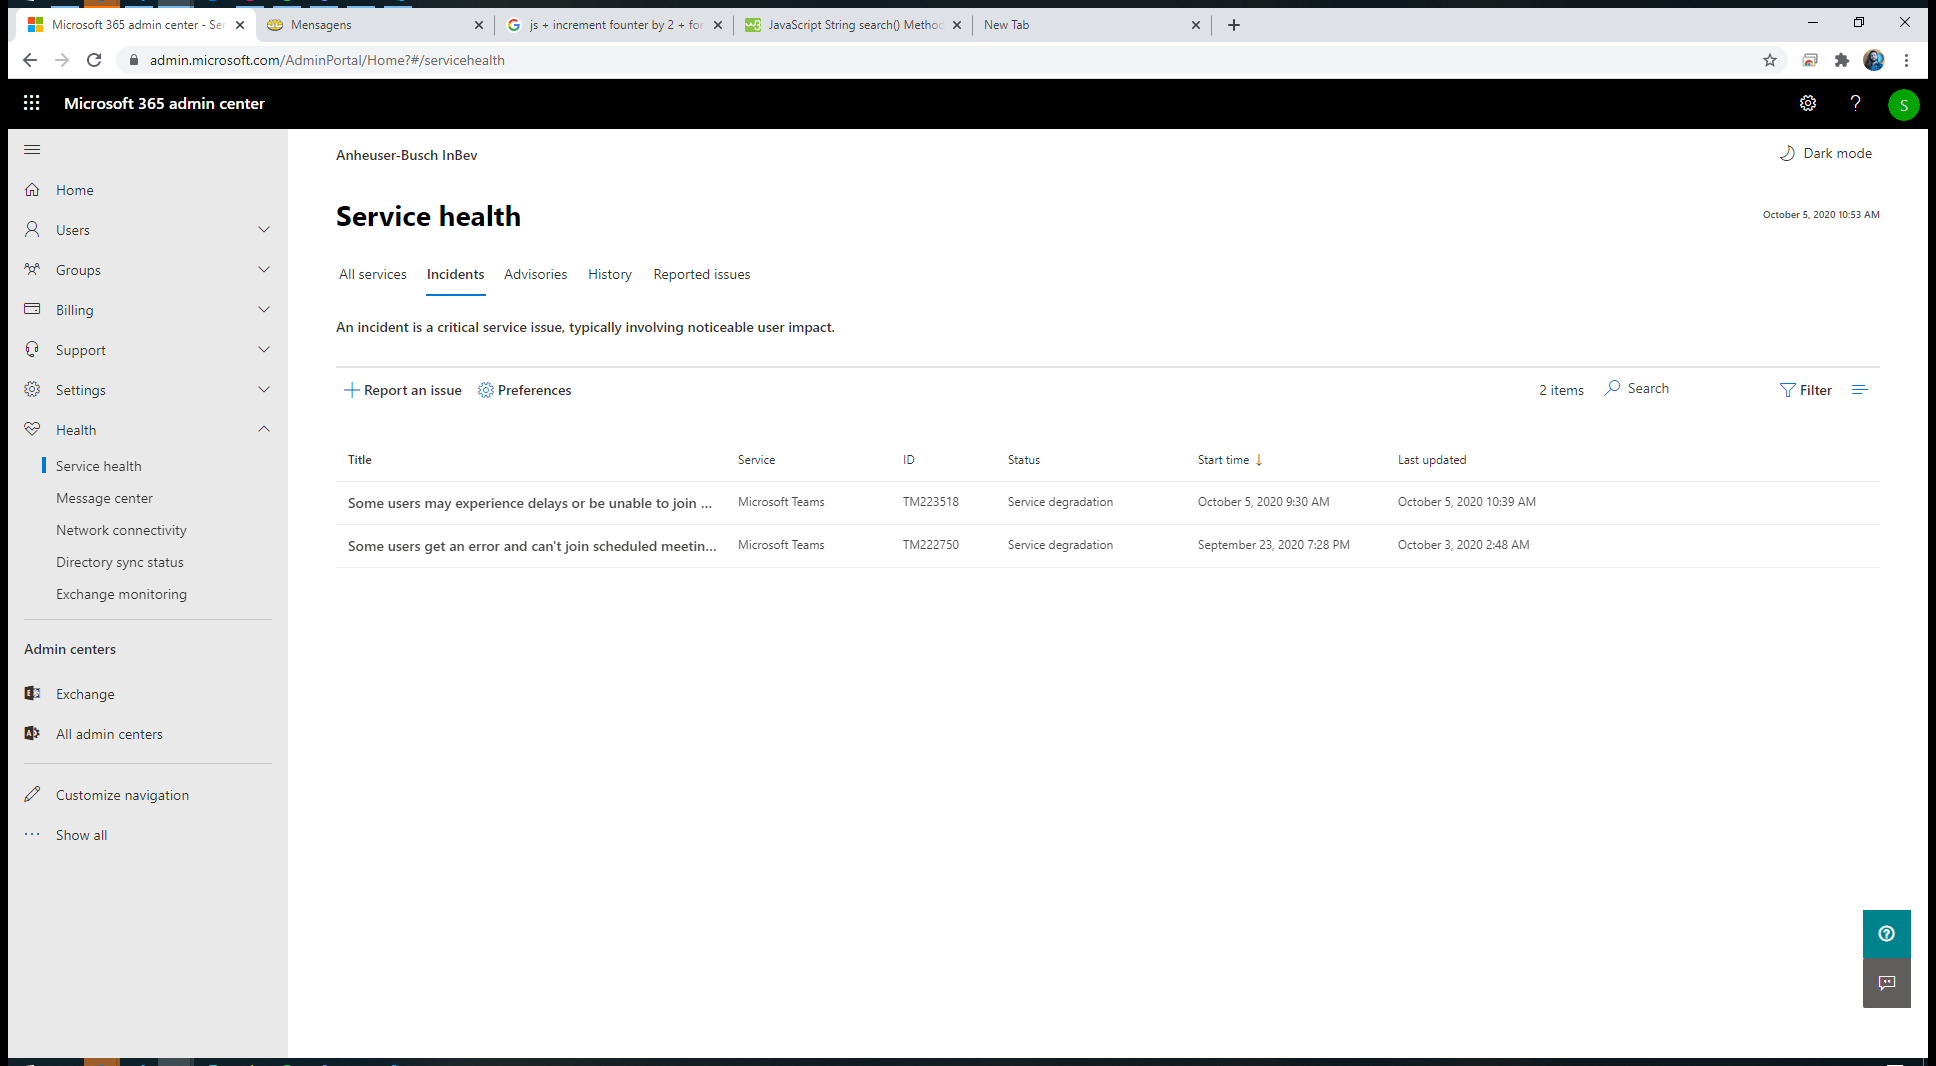 Microsoft 365 admin center - Ser
Mensagens
js + increment founter by 2 + for
JavaScript String search() Method
New Tab
admin.microsoft.com/AdminPortal/Home?#/servicehealth
Microsoft 365 admin center
?
S
Anheuser-Busch InBev
Dark mode
Home
Users
Groups
Billing
Support
Settings
Health
Service health
Message center
Network connectivity
Directory sync status
Exchange monitoring
Admin centers
Exchange
All admin centers
Customize navigation
Show all
Service health
October 5, 2020 10:53 AM
All services Incidents Advisories History Reported issues
An incident is a critical service issue, typically involving noticeable user impact.
Report an issue Preferences 2 items Search Filter
Title Service ID Status Start time ↓ Last updated
Some users may experience delays or be unable to join ... Microsoft Teams TM223518 Service degradation October 5, 2020 9:30 AM October 5, 2020 10:39 AM
Some users get an error and can't join scheduled meetin... Microsoft Teams TM222750 Service degradation September 23, 2020 7:28 PM October 3, 2020 2:48 AM